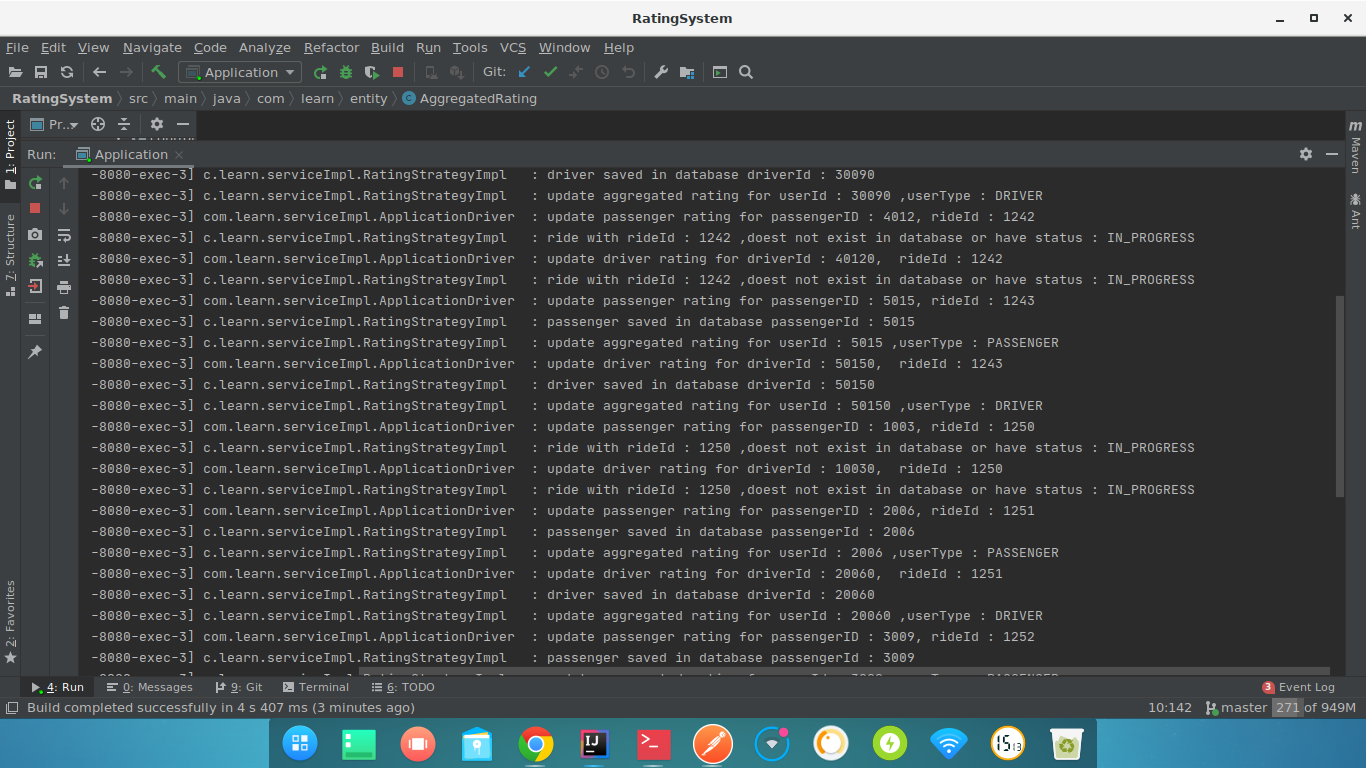 RatingSystem
File Edit View Navigate Code Analyze Refactor Build Run Tools VCS Window Help
Application Git:
RatingSystem src main java com learn entity C AggregatedRating
1: Project
Pr..
m
Maven
Run: Application
-8080-exec-3] c.learn.serviceImpl.RatingStrategyImpl : driver saved in database driverId : 30090
-8080-exec-3] c.learn.serviceImpl.RatingStrategyImpl : update aggregated rating for userId : 30090 ,userType : DRIVER
-8080-exec-3] com.learn.serviceImpl.ApplicationDriver : update passenger rating for passengerID : 4012, rideId : 1242
-8080-exec-3] c.learn.serviceImpl.RatingStrategyImpl : ride with rideId : 1242 ,doest not exist in database or have status : IN_PROGRESS
-8080-exec-3] com.learn.serviceImpl.ApplicationDriver : update driver rating for driverId : 40120, rideId : 1242
-8080-exec-3] c.learn.serviceImpl.RatingStrategyImpl : ride with rideId : 1242 ,doest not exist in database or have status : IN_PROGRESS
-8080-exec-3] com.learn.serviceImpl.ApplicationDriver : update passenger rating for passengerID : 5015, rideId : 1243
-8080-exec-3] c.learn.serviceImpl.RatingStrategyImpl : passenger saved in database passengerId : 5015
-8080-exec-3] c.learn.serviceImpl.RatingStrategyImpl : update aggregated rating for userId : 5015 ,userType : PASSENGER
-8080-exec-3] com.learn.serviceImpl.ApplicationDriver : update driver rating for driverId : 50150, rideId : 1243
-8080-exec-3] c.learn.serviceImpl.RatingStrategyImpl : driver saved in database driverId : 50150
-8080-exec-3] c.learn.serviceImpl.RatingStrategyImpl : update aggregated rating for userId : 50150 ,userType : DRIVER
-8080-exec-3] com.learn.serviceImpl.ApplicationDriver : update passenger rating for passengerID : 1003, rideId : 1250
-8080-exec-3] c.learn.serviceImpl.RatingStrategyImpl : ride with rideId : 1250 ,doest not exist in database or have status : IN_PROGRESS
-8080-exec-3] com.learn.serviceImpl.ApplicationDriver : update driver rating for driverId : 10030, rideId : 1250
-8080-exec-3] c.learn.serviceImpl.RatingStrategyImpl : ride with rideId : 1250 ,doest not exist in database or have status : IN_PROGRESS
-8080-exec-3] com.learn.serviceImpl.ApplicationDriver : update passenger rating for passengerID : 2006, rideId : 1251
-8080-exec-3] c.learn.serviceImpl.RatingStrategyImpl : passenger saved in database passengerId : 2006
-8080-exec-3] c.learn.serviceImpl.RatingStrategyImpl : update aggregated rating for userId : 2006 ,userType : PASSENGER
-8080-exec-3] com.learn.serviceImpl.ApplicationDriver : update driver rating for driverId : 20060, rideId : 1251
-8080-exec-3] c.learn.serviceImpl.RatingStrategyImpl : driver saved in database driverId : 20060
-8080-exec-3] c.learn.serviceImpl.RatingStrategyImpl : update aggregated rating for userId : 20060 ,userType : DRIVER
-8080-exec-3] com.learn.serviceImpl.ApplicationDriver : update passenger rating for passengerID : 3009, rideId : 1252
-8080-exec-3] c.learn.serviceImpl.RatingStrategyImpl : passenger saved in database passengerId : 3009
Ant
7: Structure
2: Favorites
4: Run 0: Messages 9: Git Terminal 6: TODO 3 Event Log
Build completed successfully in 4 s 407 ms (3 minutes ago) 10:142 master 271 of 949M
IJ
15 13